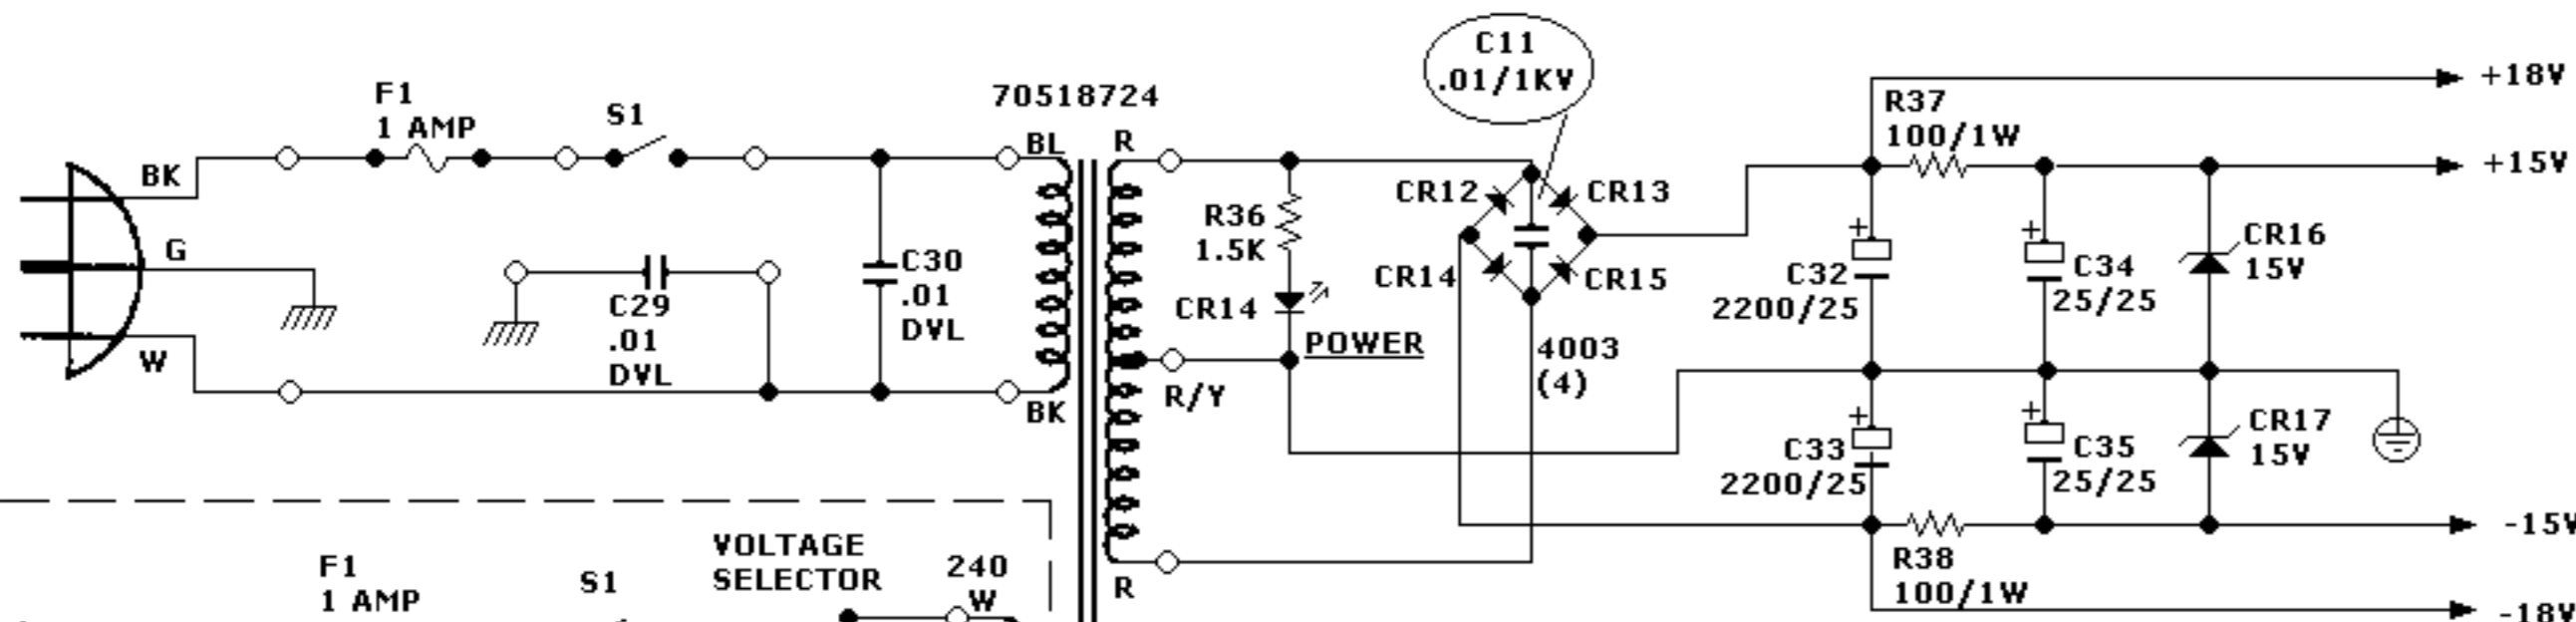 F1
1 AMP
S1
BK
G
W
C29
.01
DVL
C30
.01
DVL
70518724
BL
BK
R
R/Y
R
R36
1.5K
CR14
POWER
C11
.01/1KV
CR12
CR13
CR14
CR15
4003
(4)
+18V
R37
100/1W
+15V
+
C32
2200/25
+
C34
25/25
CR16
15V
+
C33
2200/25
+
C35
25/25
CR17
15V
-15V
R38
100/1W
-18V
F1
1 AMP
S1
VOLTAGE
SELECTOR
240
W